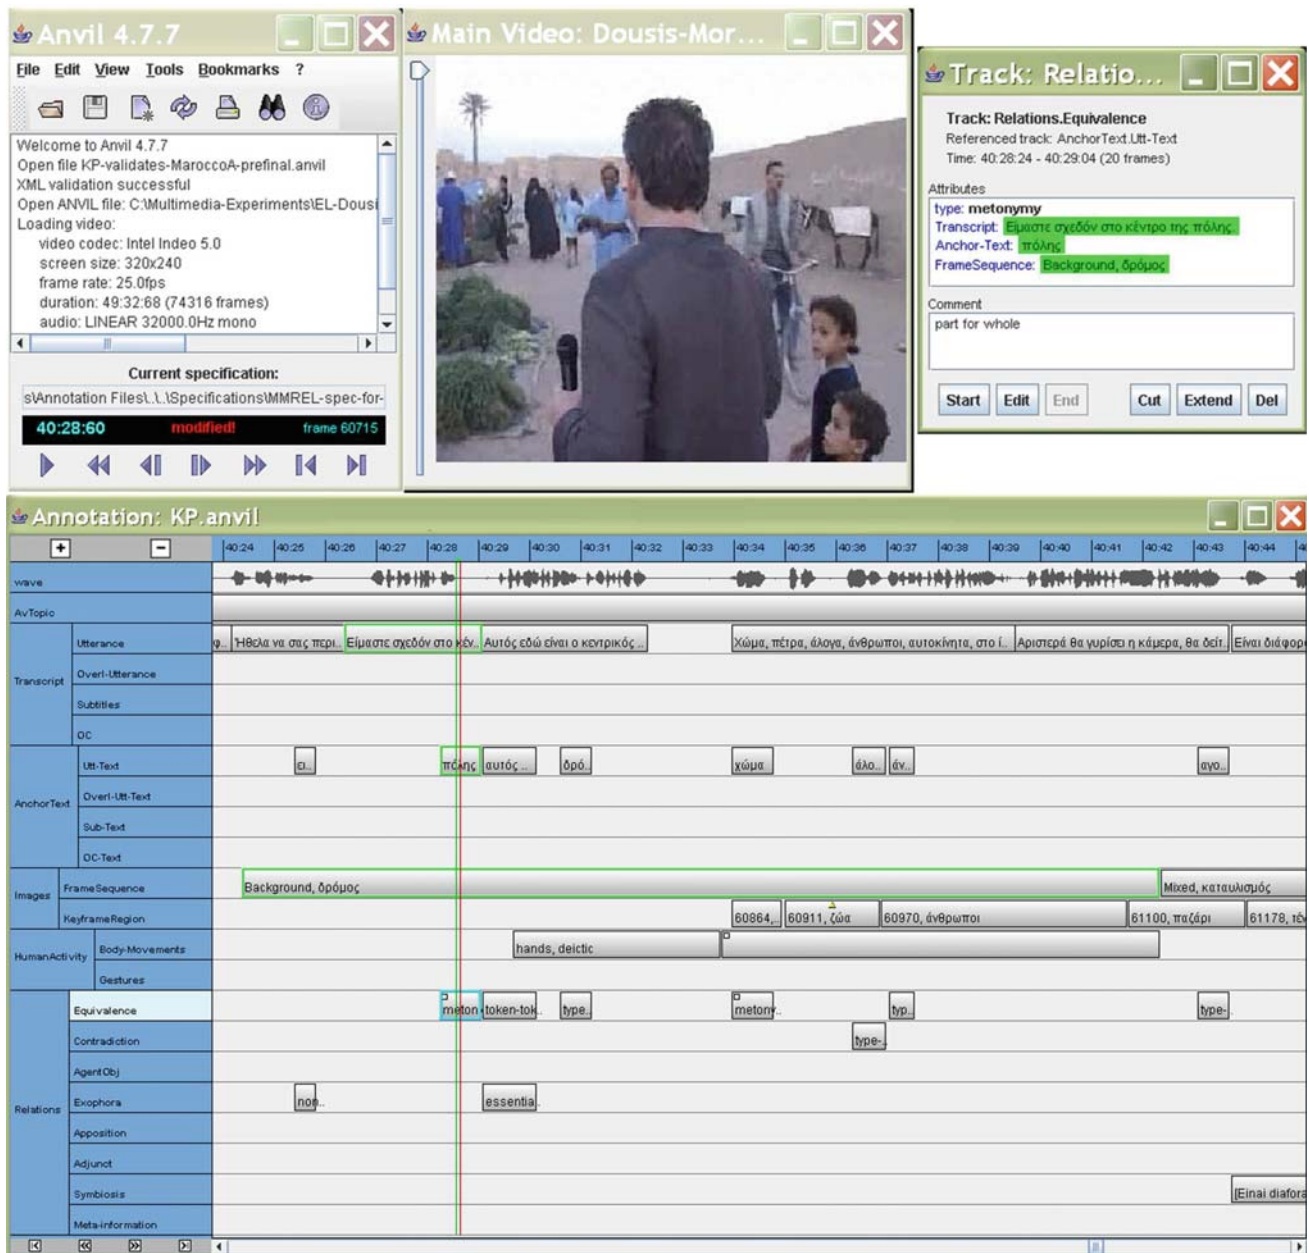 Anvil 4.7.7
File Edit View Tools Bookmarks ?
Welcome to Anvil 4.7.7
Open file KP-validates-MaroccoA-prefinal.anvil
XML validation successful
Open ANVIL file: C:\Multimedia-Experiments\EL-Dousi
Loading video:
video codec: Intel Indeo 5.0
screen size: 320x240
frame rate: 25.0fps
duration: 49:32:68 (74316 frames)
audio: LINEAR 32000.0Hz mono
Current specification:
s\Annotation Files\..\..\Specifications\MMREL-spec-for-
40:28:60 modified! frame 60715
Main Video: Dousis-Mor...
Track: Relatio...
Track: Relations.Equivalence
Referenced track: AnchorText.Utt-Text
Time: 40:28:24 - 40:29:04 (20 frames)
Attributes
type: metonymy
Transcript: Είμαστε σχεδόν στο κέντρο της πόλης.
Anchor-Text: πόλης
FrameSequence: Background, δρόμος
Comment
part for whole
Start Edit End Cut Extend Del
Annotation: KP.anvil
+ - 40:24 40:25 40:26 40:27 40:28 40:29 40:30 40:31 40:32 40:33 40:34 40:35 40:36 40:37 40:38 40:39 40:40 40:41 40:42 40:43 40:44 4
wave
AvTopic
Transcript
Utterance φ.. Ήθελα να σας περι.. Είμαστε σχεδόν στο κέν.. Αυτός εδώ είναι ο κεντρικός .. Χώμα, πέτρα, άλογα, άνθρωποι, αυτοκίνητα, στο ί.. Αριστερά θα γυρίσει η κάμερα, θα δείτ.. Είναι διάφορ
Overl-Utterance
Subtitles
OC
AnchorText
Utt-Text ει.. πόλης αυτός .. δρό.. χώμα άλο.. άν.. αγο..
Overl-Utt-Text
Sub-Text
OC-Text
Images
FrameSequence Background, δρόμος Mixed, καταυλισμός
KeyframeRegion 60864,.. 60911, ζώα 60970, άνθρωποι 61100, παζάρι 61178, τέν
HumanActivity
Body-Movements hands, deictic
Gestures
Relations
Equivalence meton token-tok.. type.. metony.. typ.. type-..
Contradiction type-..
AgentObj
Exophora non.. essentia..
Apposition
Adjunct
Symbiosis [Einai diafora
Meta-information